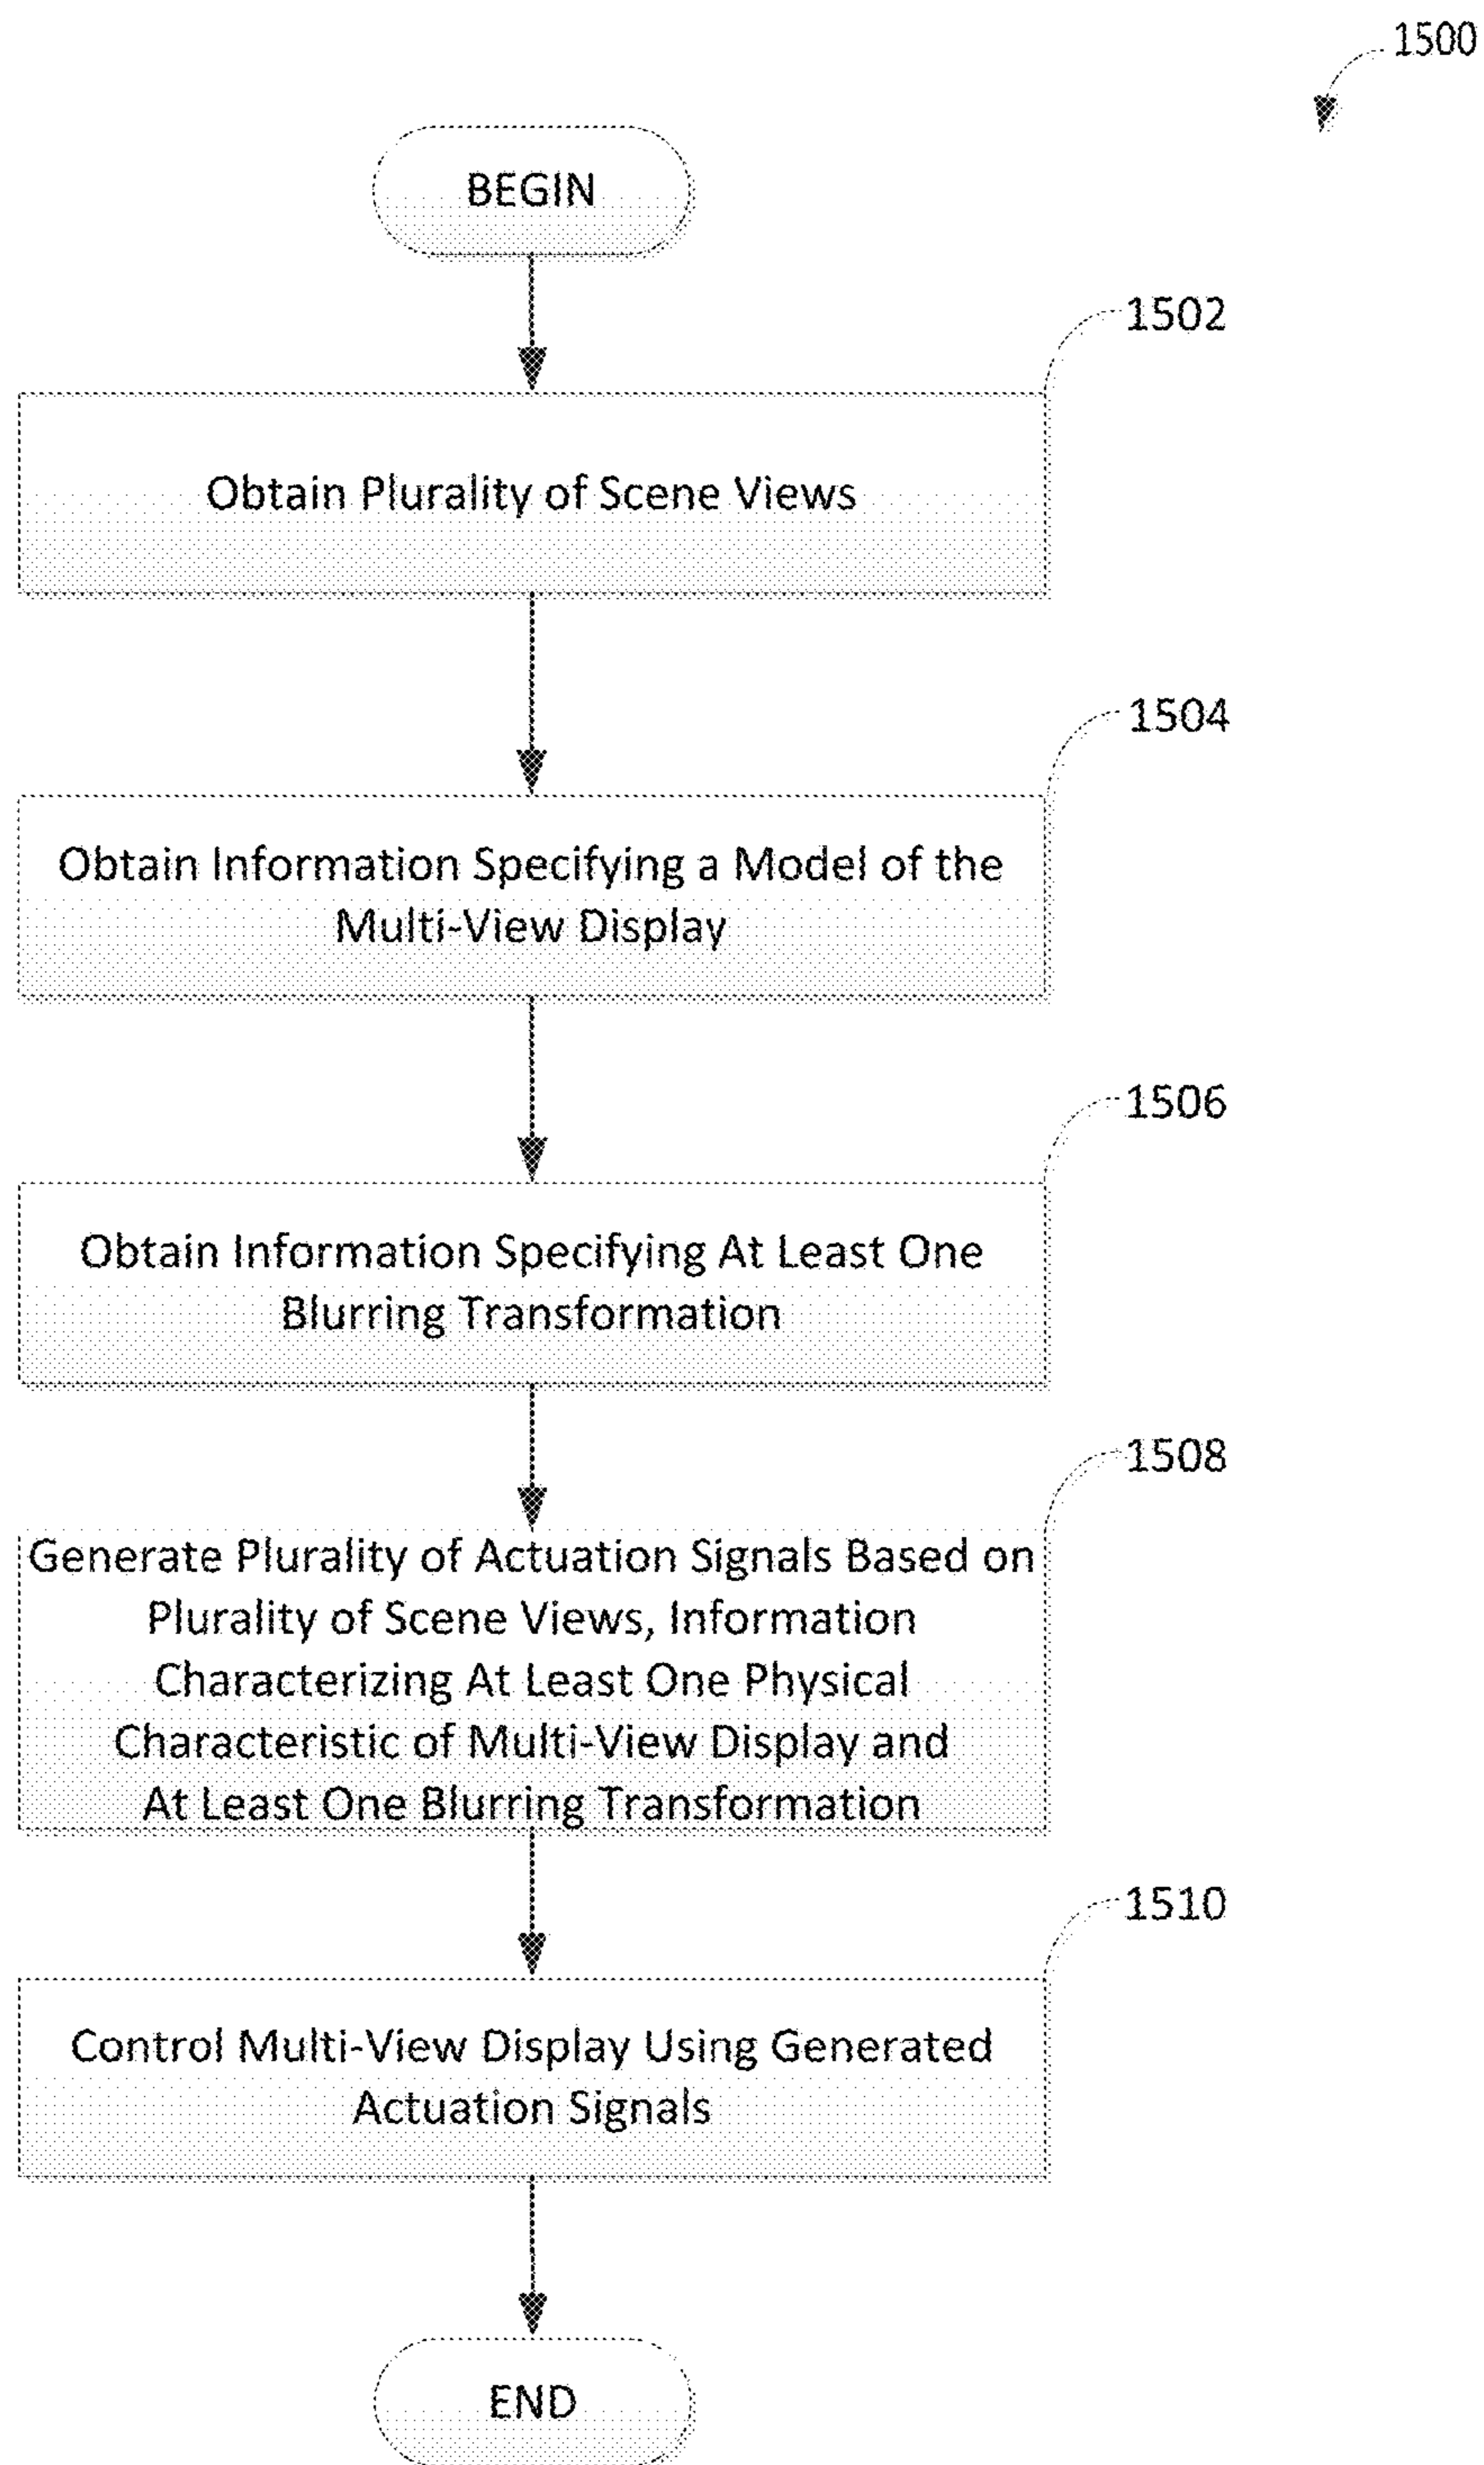 1500
BEGIN
1502
Obtain Plurality of Scene Views
1504
Obtain Information Specifying a Model of the
Multi-View Display
1506
Obtain Information Specifying At Least One
Blurring Transformation
1508
Generate Plurality of Actuation Signals Based on
Plurality of Scene Views, Information
Characterizing At Least One Physical
Characteristic of Multi-View Display and
At Least One Blurring Transformation
1510
Control Multi-View Display Using Generated
Actuation Signals
END